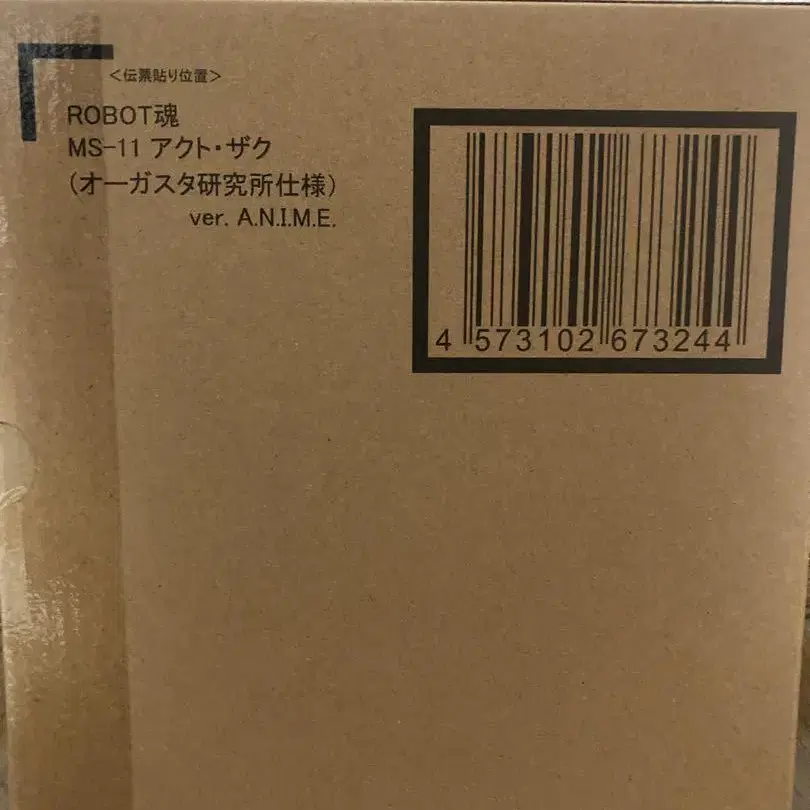 ＜伝票貼り位置＞
ROBOT魂
MS-11 アクト・ザク
（オーガスタ研究所仕様）
ver. A.N.I.M.E.
4 573102 673244